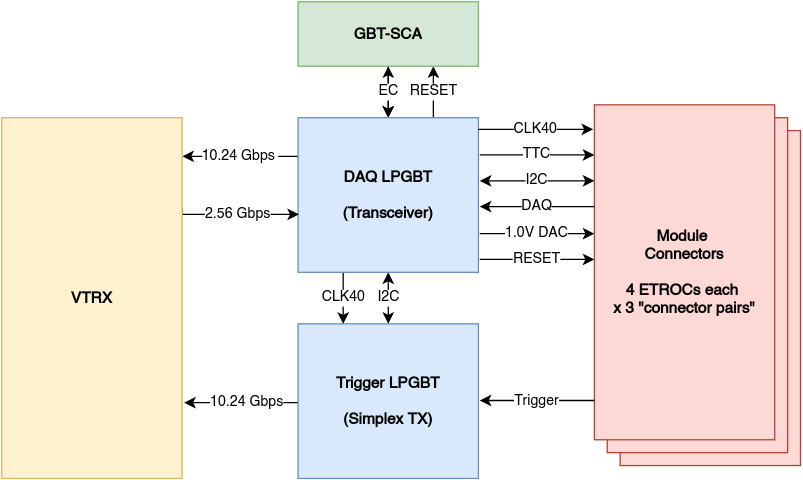 GBT-SCA
EC
RESET
VTRX
10.24 Gbps
2.56 Gbps
DAQ LPGBT
(Transceiver)
CLK40
TTC
I2C
DAQ
1.0V DAC
RESET
Module
Connectors
4 ETROCs each
x 3 "connector pairs"
CLK40
I2C
10.24 Gbps
Trigger LPGBT
(Simplex TX)
Trigger